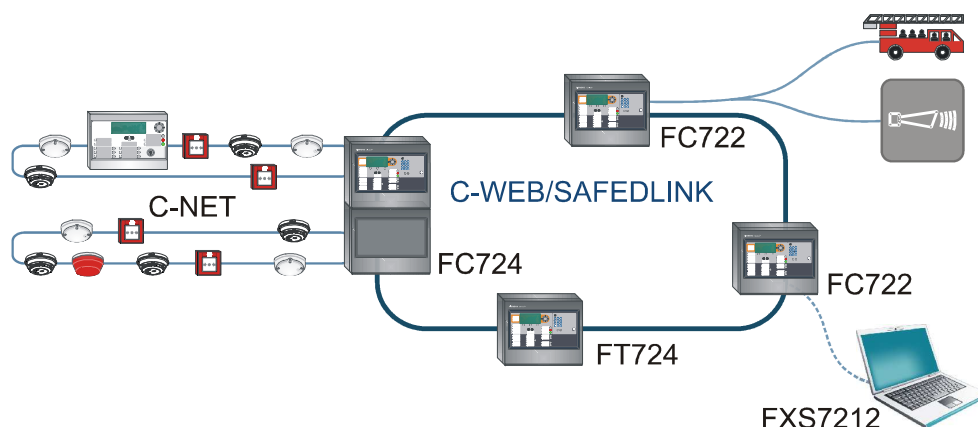 FC722
C-NET
C-WEB/SAFEDLINK
FC724
FC722
FT724
FXS7212